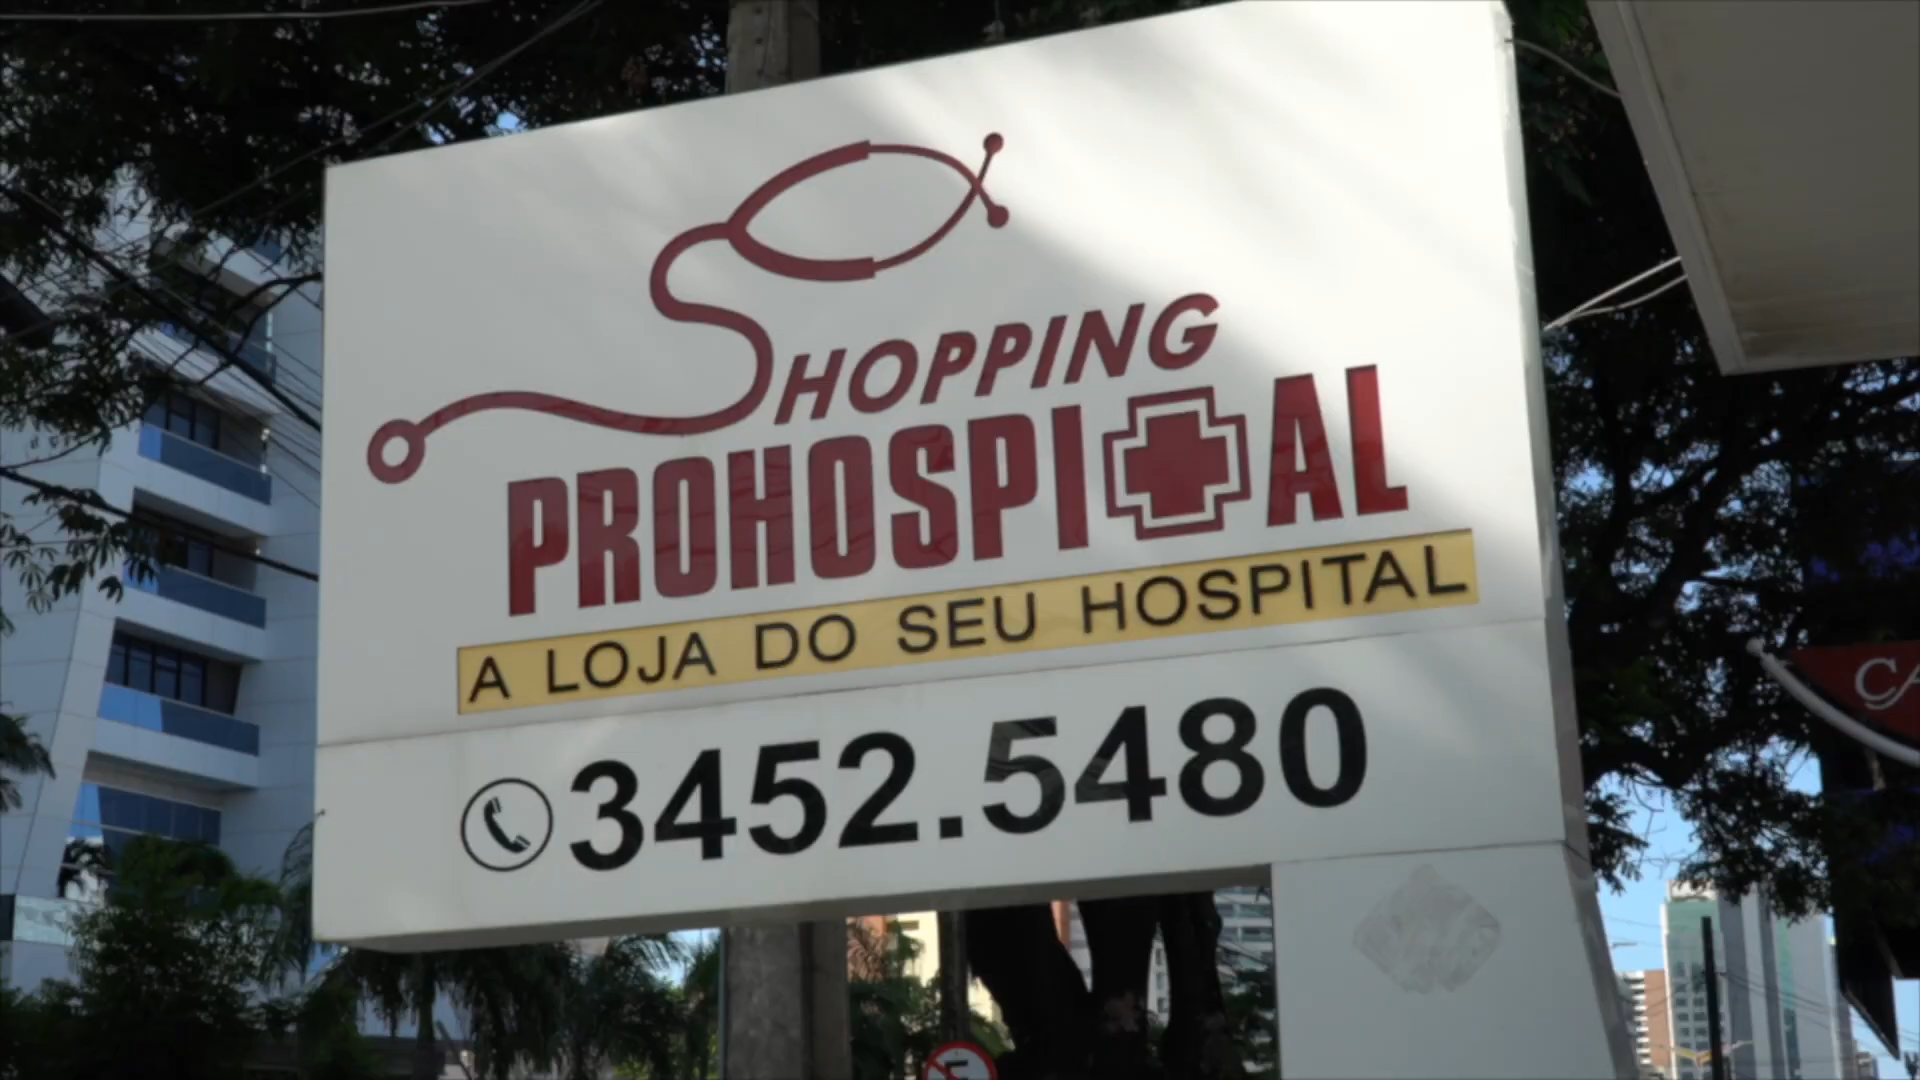 SHOPPING
PROHOSPITAL
A LOJA DO SEU HOSPITAL
3452.5480